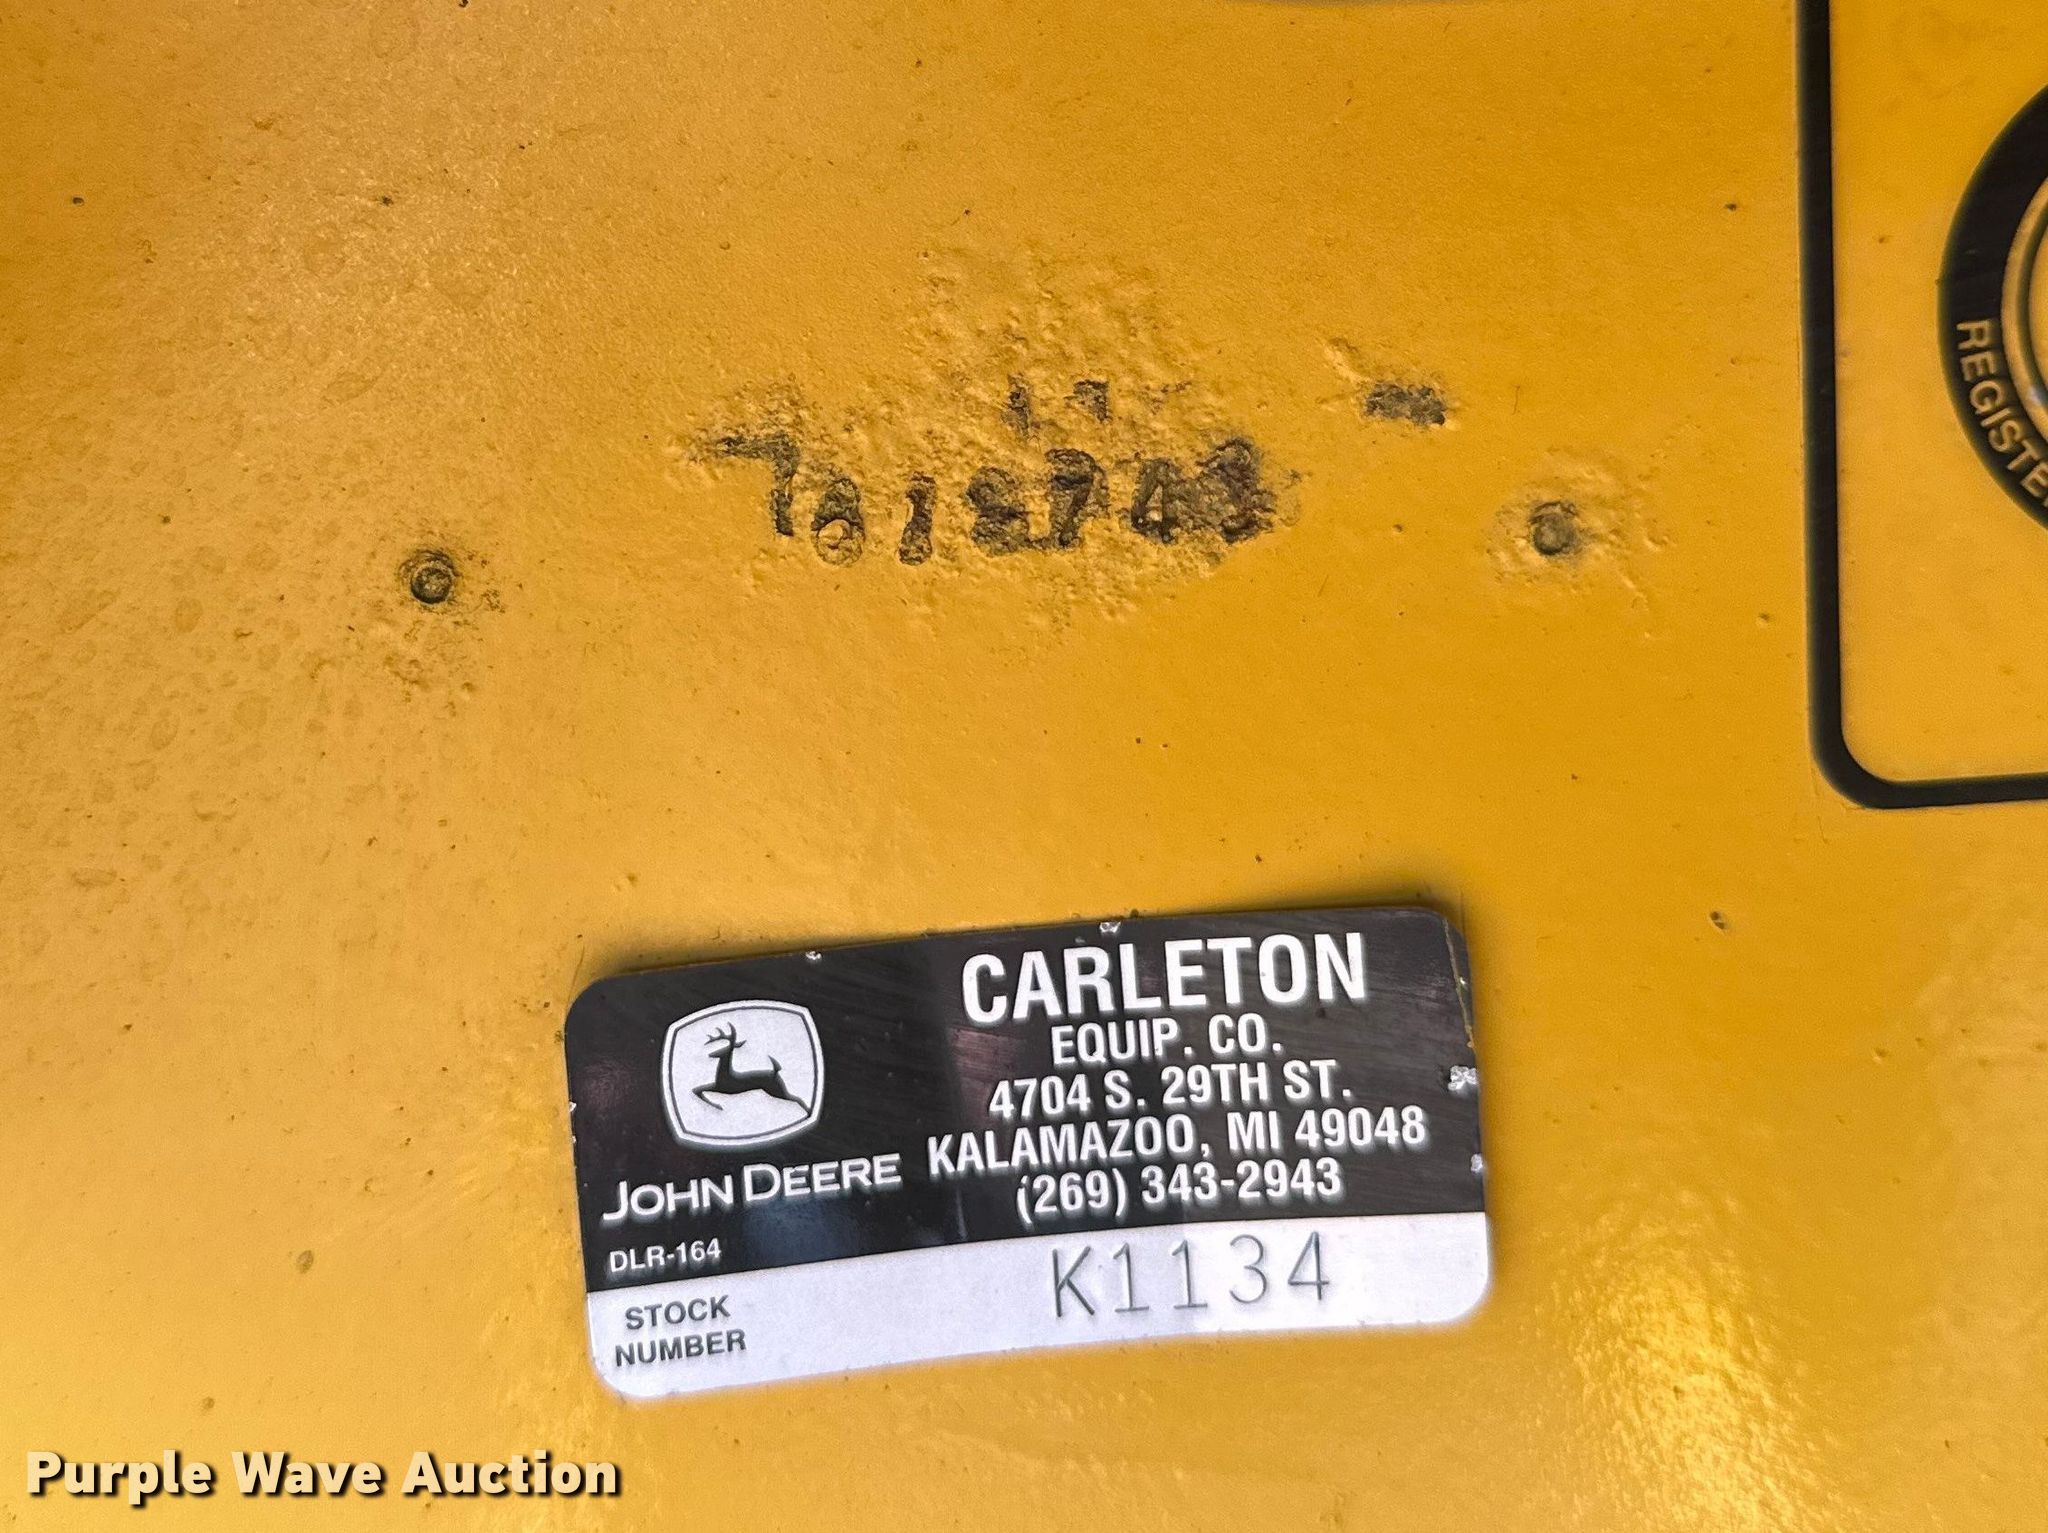 CARLETON
EQUIP. CO.
4704 S. 29TH ST.
KALAMAZOO, MI 49048
(269) 343-2943
JOHN DEERE
DLR-164
STOCK
NUMBER
K1134
Purple Wave Auction